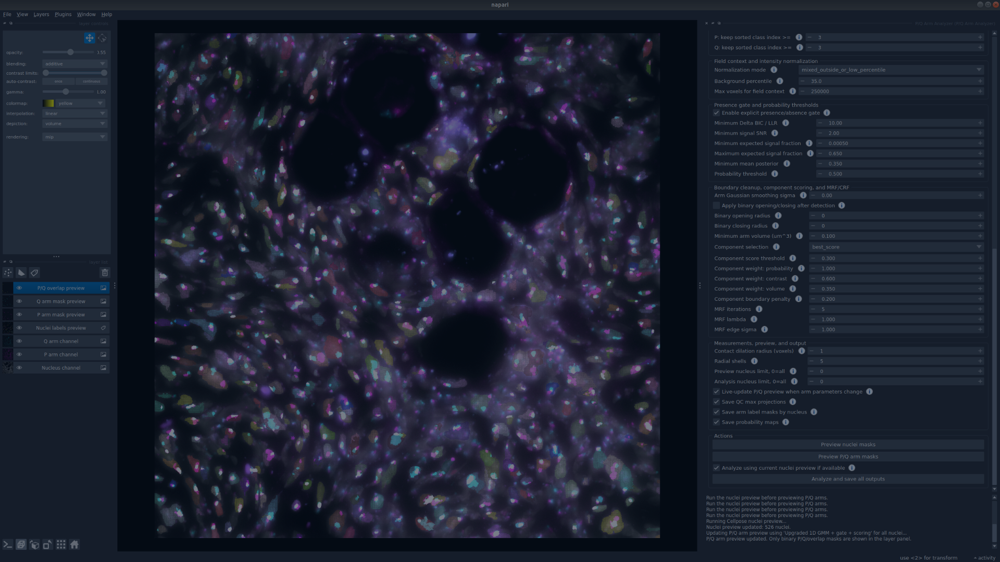 napari
File View Layers Plugins Window Help
layer controls
P/Q Arm Analyzer (P/Q Arm Analyzer)
opacity: 0.55
blending: additive
contrast limits:
auto-contrast: once continuous
gamma: 1.00
colormap: yellow
interpolation: linear
depiction: volume
rendering: mip
layer list
P/Q overlap preview
Q arm mask preview
P arm mask preview
Nuclei labels preview
Q arm channel
P arm channel
Nucleus channel
P: keep sorted class index >= 3
Q: keep sorted class index >= 3
Field context and intensity normalization
Normalization mode mixed_outside_or_low_percentile
Background percentile 35.0
Max voxels for field context 250000
Presence gate and probability thresholds
Enable explicit presence/absence gate
Minimum Delta BIC / LLR 10.00
Minimum signal SNR 2.00
Minimum expected signal fraction 0.00050
Maximum expected signal fraction 0.650
Minimum mean posterior 0.350
Probability threshold 0.500
Boundary cleanup, component scoring, and MRF/CRF
Arm Gaussian smoothing sigma 0.00
Apply binary opening/closing after detection
Binary opening radius 0
Binary closing radius 0
Minimum arm volume (um^3) 0.100
Component selection best_score
Component score threshold 0.300
Component weight: probability 1.000
Component weight: contrast 0.600
Component weight: volume 0.350
Component boundary penalty 0.200
MRF iterations 5
MRF lambda 1.000
MRF edge sigma 1.000
Measurements, preview, and output
Contact dilation radius (voxels) 1
Radial shells 5
Preview nucleus limit, 0=all 0
Analysis nucleus limit, 0=all 0
Live-update P/Q preview when arm parameters change
Save QC max projections
Save arm label masks by nucleus
Save probability maps
Actions
Preview nuclei masks
Preview P/Q arm masks
Analyze using current nuclei preview if available
Analyze and save all outputs
Run the nuclei preview before previewing P/Q arms.
Run the nuclei preview before previewing P/Q arms.
Run the nuclei preview before previewing P/Q arms.
Run the nuclei preview before previewing P/Q arms.
Running Cellpose nuclei preview...
Nuclei preview updated: 526 nuclei.
Updating P/Q arm preview using 'Upgraded 1D GMM + gate + scoring' for all nuclei...
P/Q arm preview updated. Only binary P/Q/overlap masks are shown in the layer panel.
use <2> for transform activity